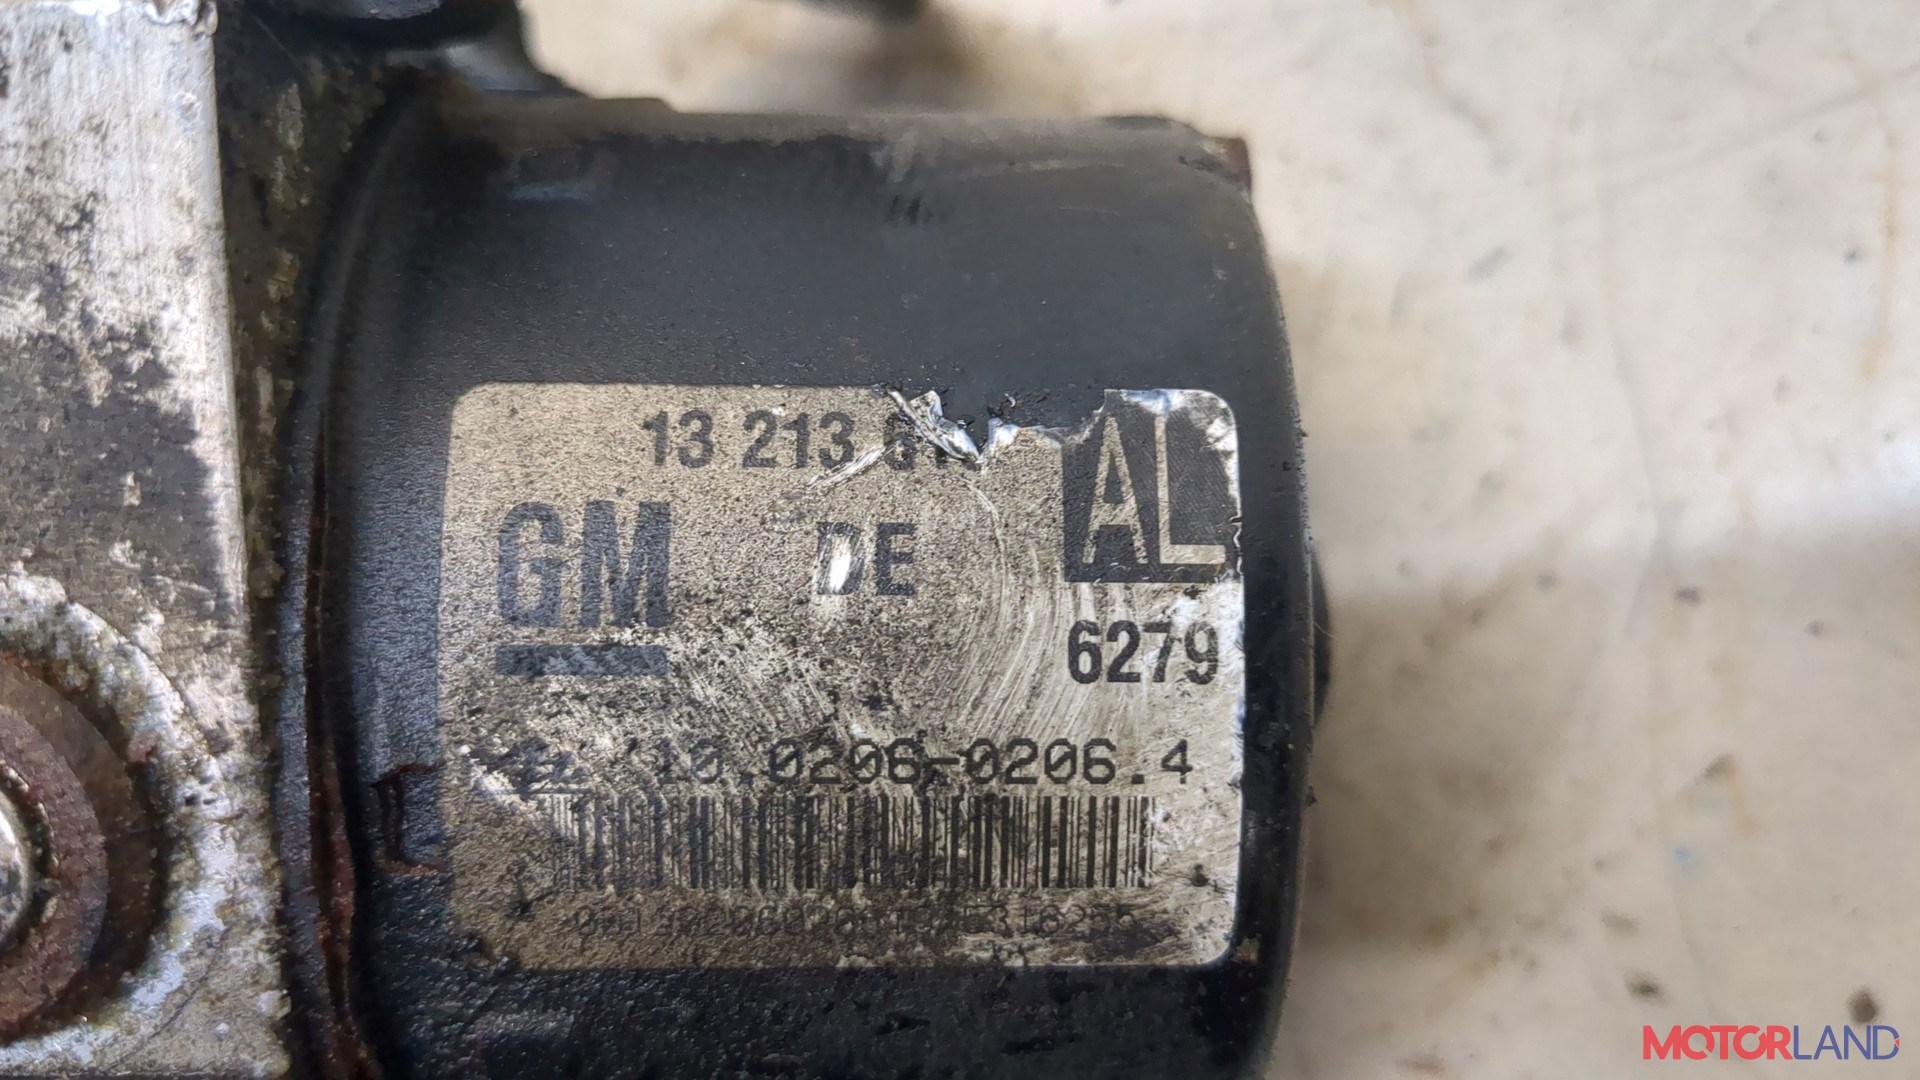 13 213
AL
GM
DE
6279
10.0206-0206.4
MOTORLAND